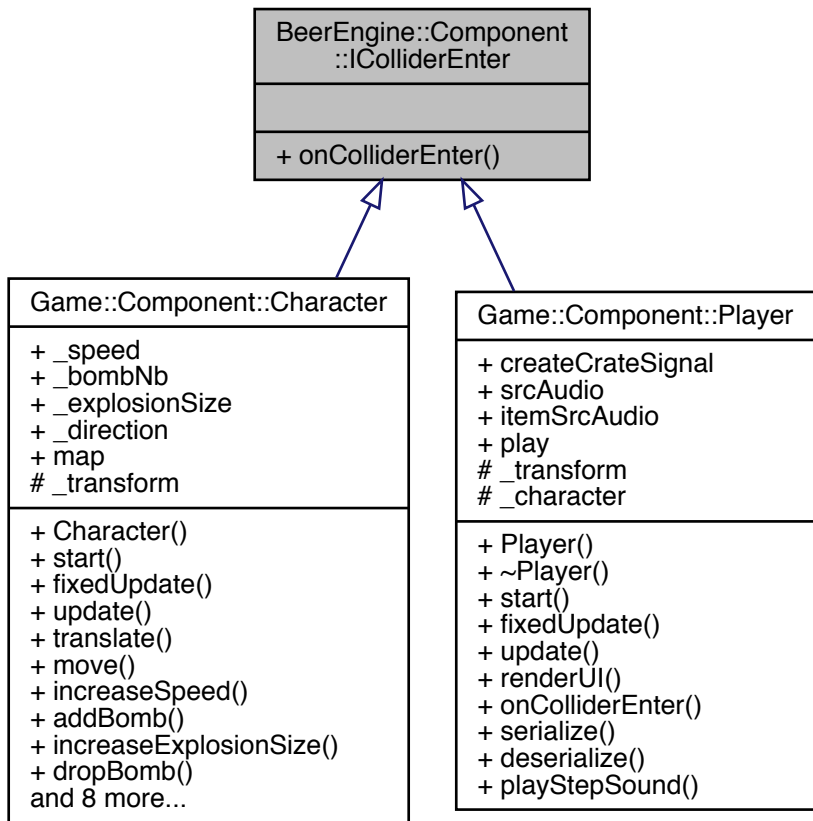 BeerEngine::Component
::IColliderEnter
+ onColliderEnter()
Game::Component::Character
+ _speed
+ _bombNb
+ _explosionSize
+ _direction
+ map
# _transform
+ Character()
+ start()
+ fixedUpdate()
+ update()
+ translate()
+ move()
+ increaseSpeed()
+ addBomb()
+ increaseExplosionSize()
+ dropBomb()
and 8 more...
Game::Component::Player
+ createCrateSignal
+ srcAudio
+ itemSrcAudio
+ play
# _transform
# _character
+ Player()
+ ~Player()
+ start()
+ fixedUpdate()
+ update()
+ renderUI()
+ onColliderEnter()
+ serialize()
+ deserialize()
+ playStepSound()